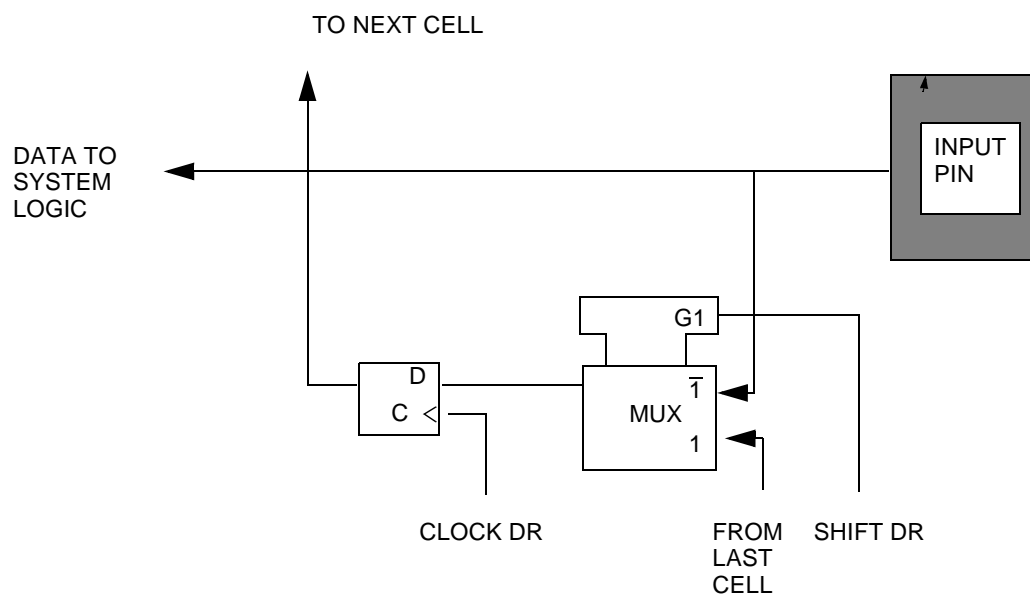 TO NEXT CELL
DATA TO
SYSTEM
LOGIC
INPUT
PIN
G1
D
C
MUX
1̅
1
CLOCK DR
FROM
LAST
CELL
SHIFT DR